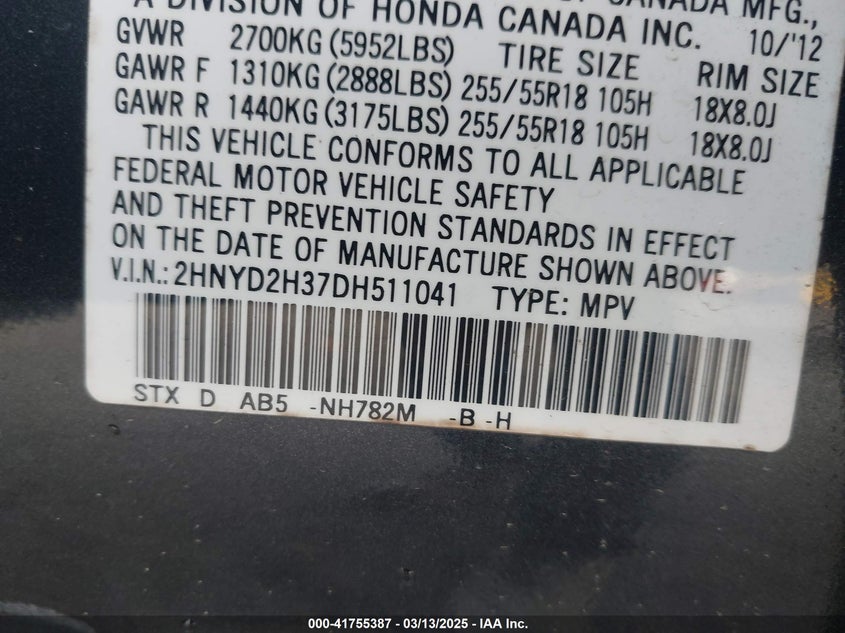 A DIVISION OF HONDA CANADA INC. 10/'12
GVWR 2700KG (5952LBS) TIRE SIZE RIM SIZE
GAWR F 1310KG (2888LBS) 255/55R18 105H 18X8.0J
GAWR R 1440KG (3175LBS) 255/55R18 105H 18X8.0J
THIS VEHICLE CONFORMS TO ALL APPLICABLE
FEDERAL MOTOR VEHICLE SAFETY
AND THEFT PREVENTION STANDARDS IN EFFECT
ON THE DATE OF MANUFACTURE SHOWN ABOVE.
V.I.N.: 2HNYD2H37DH511041 TYPE: MPV
STX D AB5 -NH782M -B -H
000-41755387 - 03/13/2025 - IAA Inc.